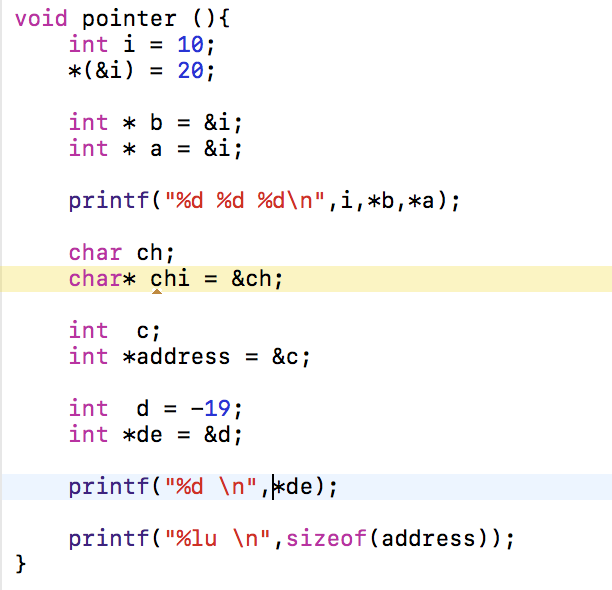 void pointer (){
int i = 10;
*(&i) = 20;
int * b = &i;
int * a = &i;
printf("%d %d %d\n",i,*b,*a);
char ch;
char* chi = &ch;
int  c;
int *address = &c;
int  d = -19;
int *de = &d;
printf("%d \n",*de);
printf("%lu \n",sizeof(address));
}